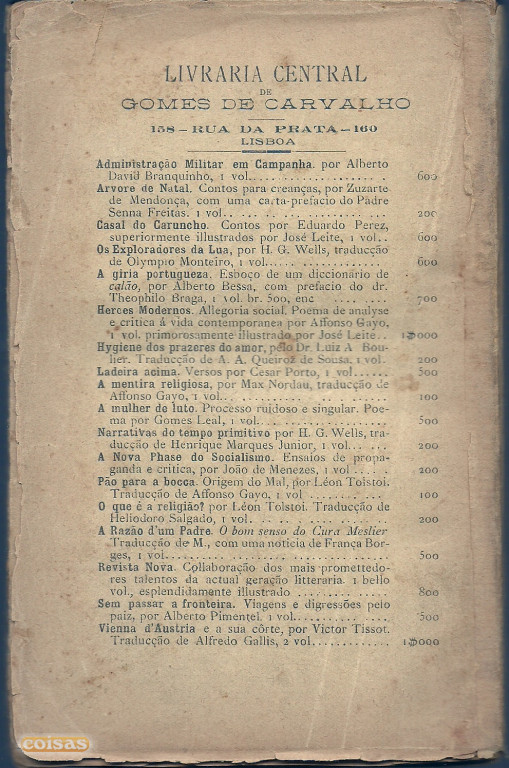 LIVRARIA CENTRAL
DE
GOMES DE CARVALHO
158 — RUA DA PRATA — 160
LISBOA
Administração Militar em Campanha. por Alberto
David Branquinho, 1 vol..................... 600
Arvore de Natal. Contos para creanças, por Zuzarte
de Mendonça, com uma carta-prefacio do Padre
Senna Freitas. 1 vol......................... 200
Casal do Caruncho. Contos por Eduardo Perez,
superiormente illustrados por José Leite, 1 vol.. 600
Os Exploradores da Lua, por H. G. Wells, traducção
de Olympio Monteiro, 1 vol................. 600
A giria portugueza. Esboço de um diccionario de
calão, por Alberto Bessa, com prefacio do dr.
Theophilo Braga, 1 vol. br. 500, enc .... .... 700
Heroes Modernos. Allegoria social. Poema de analyse
e critica á vida contemporanea por Affonso Gayo,
1 vol. primorosamente illustrado por José Leite.. 1$000
Hygiene dos prazeres do amor, pelo Dr. Luiz A Bou-
lier. Traducção de A. A. Queiroz de Sousa. 1 vol. 200
Ladeira acima. Versos por Cesar Porto, 1 vol...... 500
A mentira religiosa, por Max Nordau, traducção de
Affonso Gayo, 1 vol......................... 100
A mulher de luto. Processo ruidoso e singular. Poe-
ma por Gomes Leal, 1 vol.................... 500
Narrativas do tempo primitivo por H. G. Wells, tra-
ducção de Henrique Marques Junior, 1 vol...... 200
A Nova Phase do Socialismo. Ensaios de propa-
ganda e critica, por João de Menezes, 1 vol ..... 200
Pão para a bocca. Origem do Mal, por Léon Tolstoi.
Traducção de Affonso Gayo, 1 vol .......... 100
O que é a religião? por Léon Tolstoi. Traducção de
Heliodoro Salgado, 1 vol. .................. 200
A Razão d'um Padre. O bom senso do Cura Meslier
Traducção de M., com uma noticia de França Bor-
ges, 1 vol................................. 500
Revista Nova. Collaboração dos mais promettedo-
res talentos da actual geração litteraria. 1 bello
vol., esplendidamente illustrado ............ 800
Sem passar a fronteira. Viagens e digressões pelo
paiz, por Alberto Pimentel. 1 vol............. 500
Vienna d'Austria e a sua côrte, por Victor Tissot.
Traducção de Alfredo Gallis, 2 vol............ 1$000
coisas